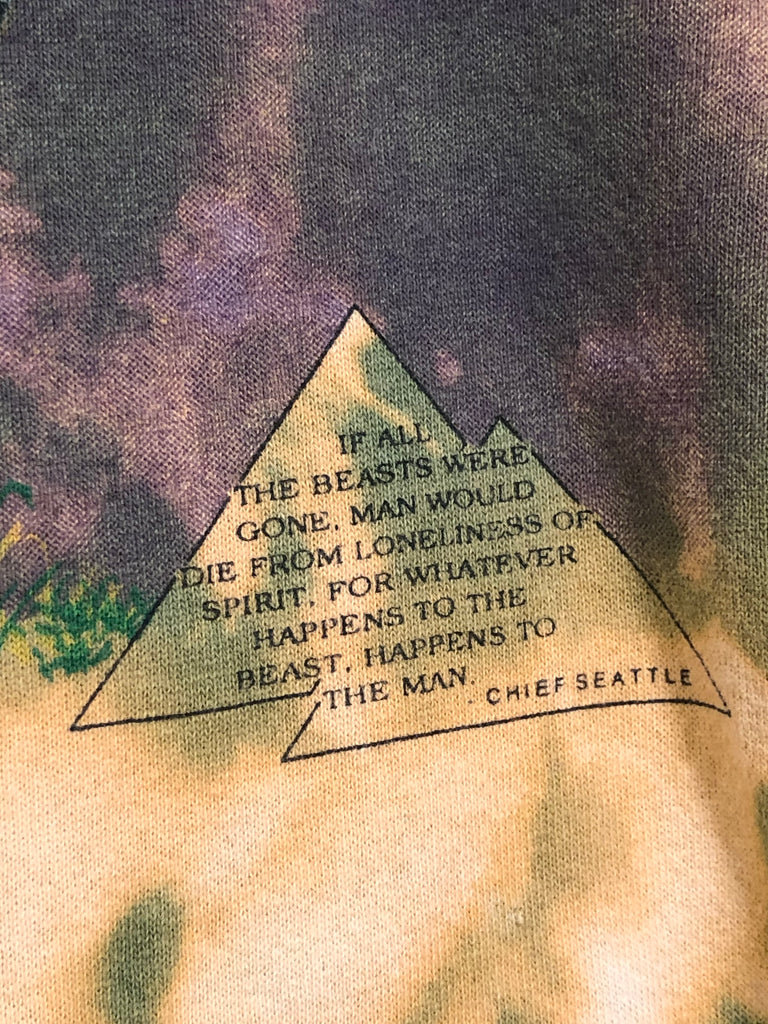 IF ALL
THE BEASTS WERE
GONE, MAN WOULD
DIE FROM LONELINESS OF
SPIRIT. FOR WHATEVER
HAPPENS TO THE
BEAST, HAPPENS TO
THE MAN.
- CHIEF SEATTLE